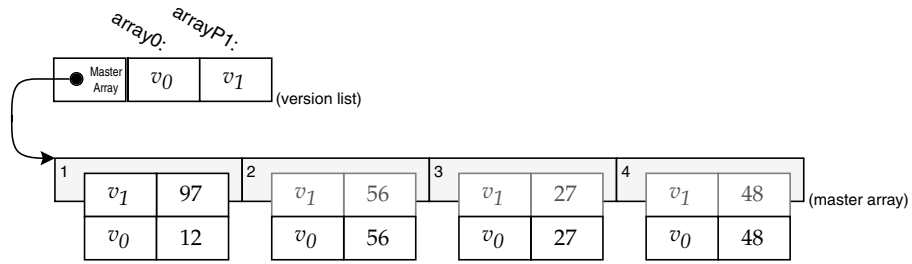 array0: arrayP1:
Master Array v0 v1
(version list)
1 2 3 4
v1 97 v1 56 v1 27 v1 48
(master array)
v0 12 v0 56 v0 27 v0 48